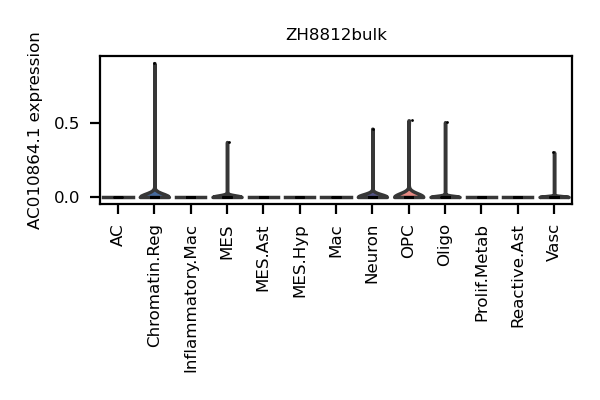 ZH8812bulk
AC010864.1 expression
0.5
0.0
AC
Chromatin.Reg
Inflammatory.Mac
MES
MES.Ast
MES.Hyp
Mac
Neuron
OPC
Oligo
Prolif.Metab
Reactive.Ast
Vasc